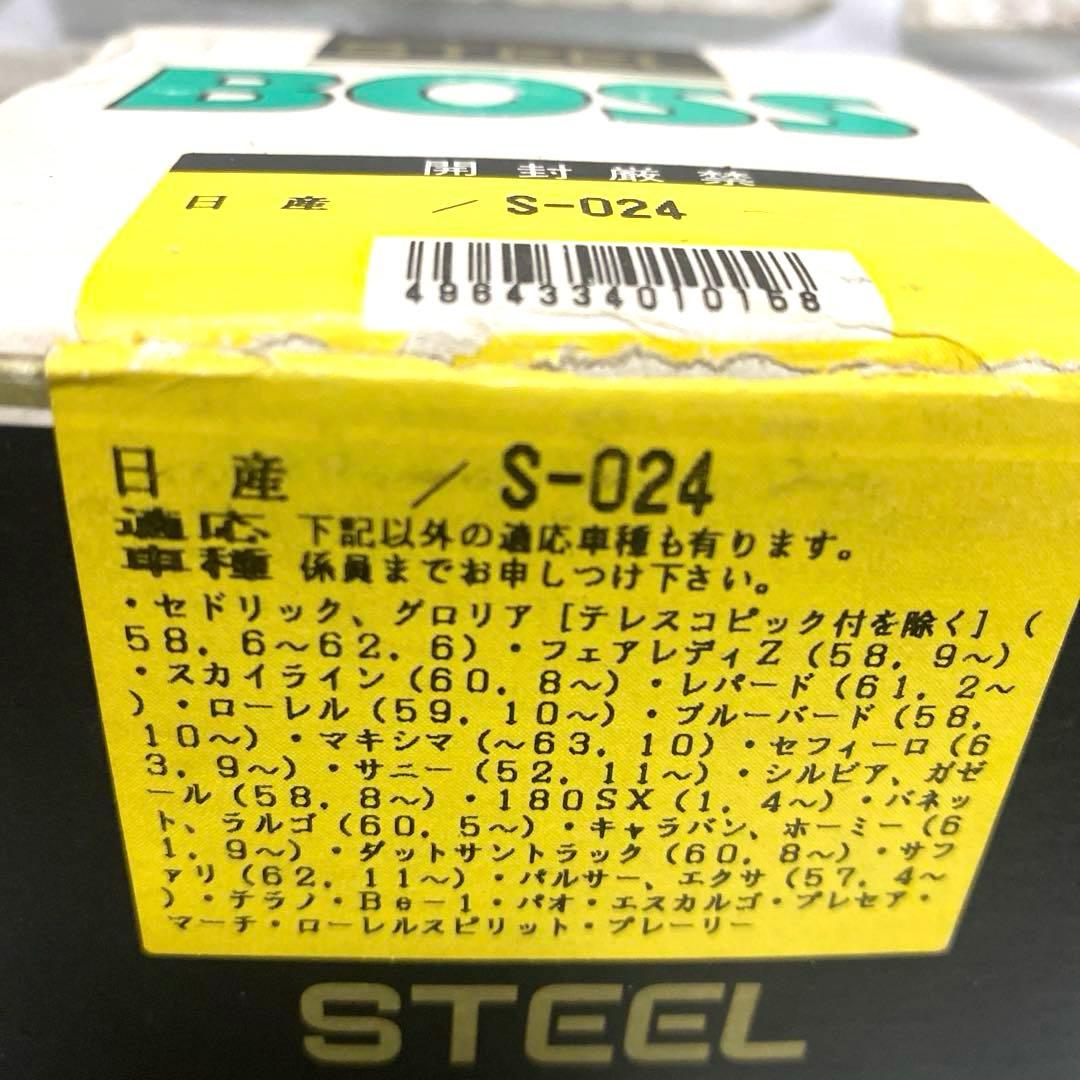 STEEL
BOSS
開封厳禁
日産 / S-024
4964334010168
日産 / S-024
適応 下記以外の適応車種も有ります。
車種 係員までお申しつけ下さい。
・セドリック、グロリア [テレスコピック付を除く] (
58. 6〜62. 6) ・フェアレディZ (58. 9〜)
・スカイライン (60. 8〜) ・レパード (61. 2〜
) ・ローレル (59. 10〜) ・ブルーバード (58.
10〜) ・マキシマ (〜63. 10) ・セフィーロ (6
3. 9〜) ・サニー (52. 11〜) ・シルビア、ガゼ
ール (58. 8〜) ・180SX (1. 4〜) ・バネッ
ト、ラルゴ (60. 5〜) ・キャラバン、ホーミー (6
1. 9〜) ・ダットサントラック (60. 8〜) ・サフ
ァリ (62. 11〜) ・パルサー、エクサ (57. 4〜
) ・テラノ・Be-1・パオ・エスカルゴ・プレセア・
マーチ・ローレルスピリット・プレーリー
STEEL